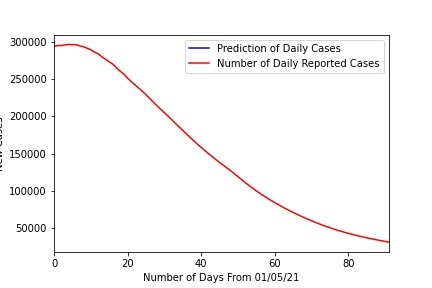 300000
250000
200000
150000
100000
50000
Prediction of Daily Cases
Number of Daily Reported Cases
0 20 40 60 80
Number of Days From 01/05/21